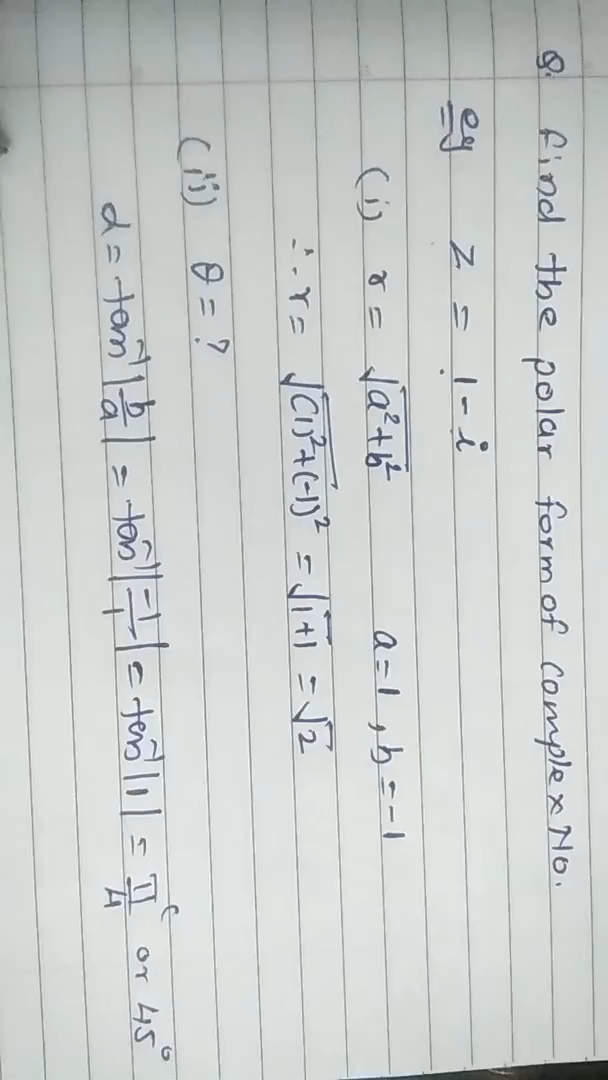 Q. find the polar form of complex No.
eg z = 1 - i
(i) r = √a²+b² a=1, b=-1
∴ r = √(1)²+(-1)² = √1+1 = √2
(ii) θ = ?
α = tan⁻¹|b/a| = tan⁻¹|-1/1| = tan⁻¹|1| = π/4ᶜ or 45°